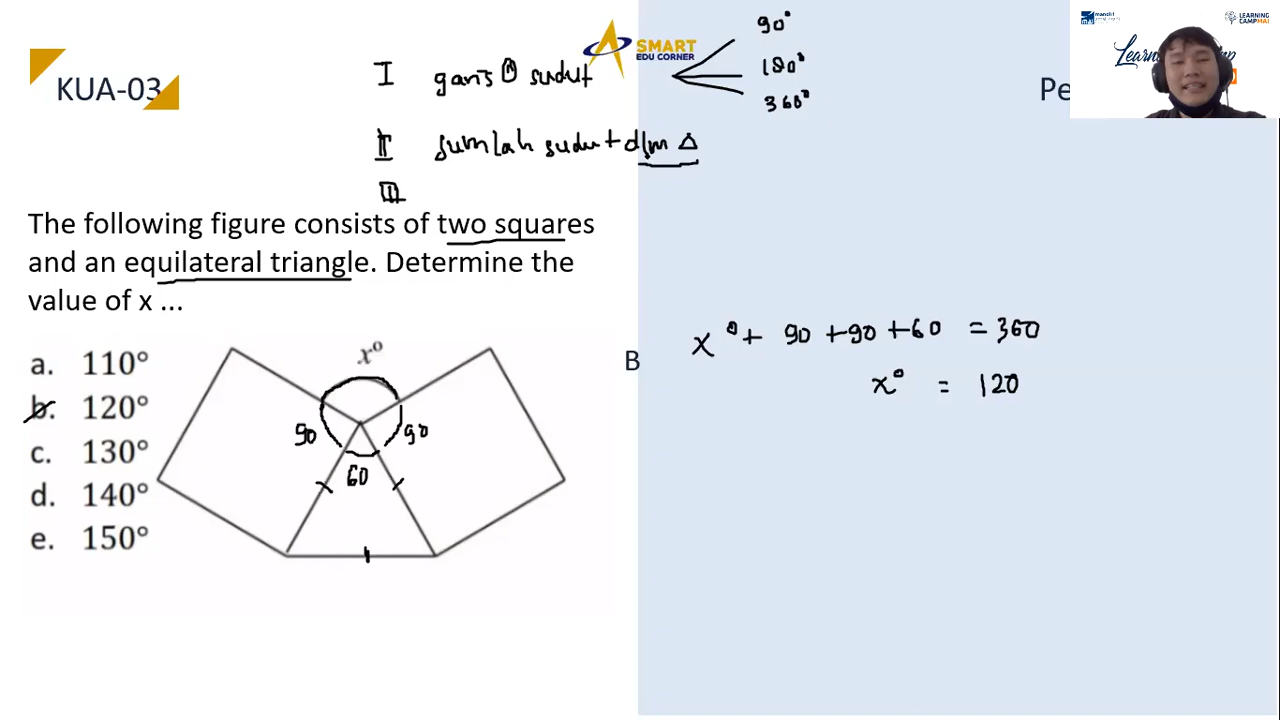 KUA-03
SMART
EDU CORNER
I garis @ sudut
90°
180°
360°
II Jumlah sudut dlm Δ
III
The following figure consists of two squares
and an equilateral triangle. Determine the
value of x ...
a. 110°
b. 120°
c. 130°
d. 140°
e. 150°
x°
90
90
60
B
x° + 90 +90 +60 = 360
x° = 120
Pe
mandiri
LEARNING